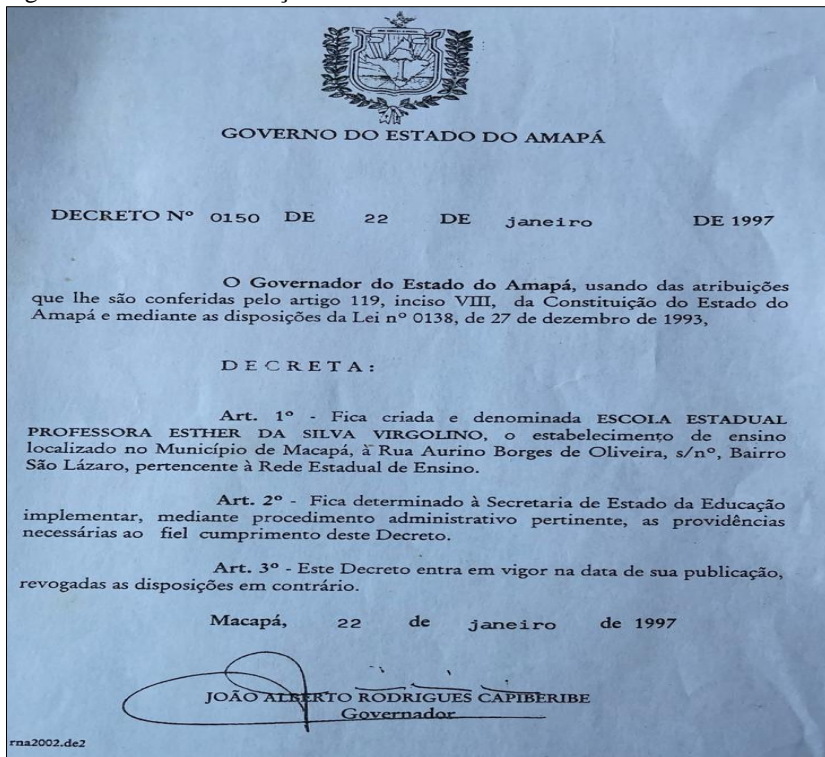 GOVERNO DO ESTADO DO AMAPÁ
DECRETO Nº 0150 DE 22 DE janeiro DE 1997
O Governador do Estado do Amapá, usando das atribuições
que lhe são conferidas pelo artigo 119, inciso VIII, da Constituição do Estado do
Amapá e mediante as disposições da Lei nº 0138, de 27 de dezembro de 1993,
D E C R E T A :
Art. 1º - Fica criada e denominada ESCOLA ESTADUAL
PROFESSORA ESTHER DA SILVA VIRGOLINO, o estabelecimento de ensino
localizado no Município de Macapá, à Rua Aurino Borges de Oliveira, s/nº, Bairro
São Lázaro, pertencente à Rede Estadual de Ensino.
Art. 2º - Fica determinado à Secretaria de Estado da Educação
implementar, mediante procedimento administrativo pertinente, as providências
necessárias ao fiel cumprimento deste Decreto.
Art. 3º - Este Decreto entra em vigor na data de sua publicação,
revogadas as disposições em contrário.
Macapá, 22 de janeiro de 1997
JOÃO ALBERTO RODRIGUES CAPIBERIBE
Governador
rna2002.de2